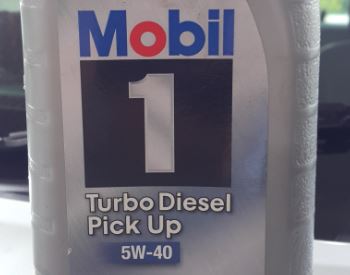 Mobil
1
Turbo Diesel
Pick Up
5W-40